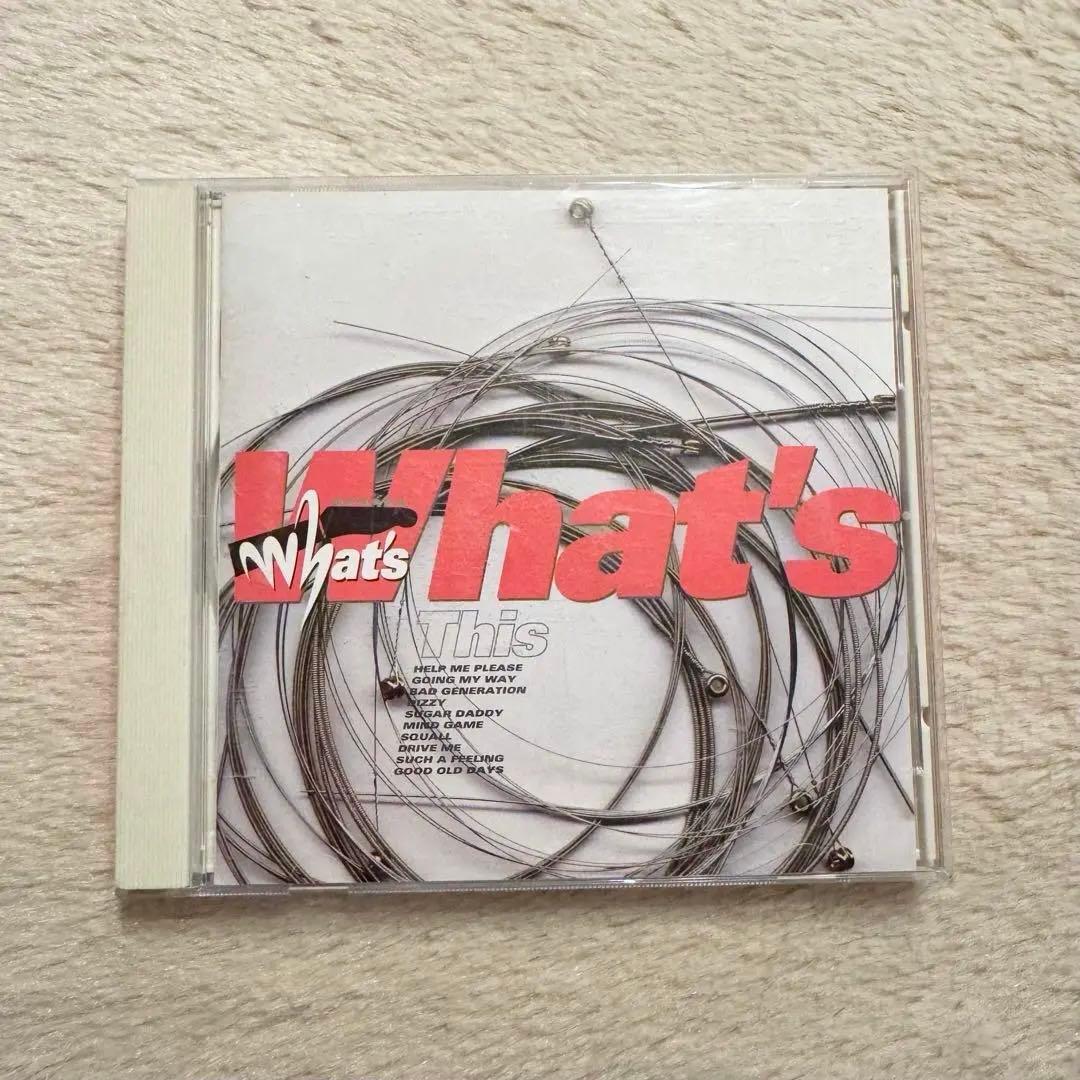 What's
What's
This
HELP ME PLEASE
GOING MY WAY
BAD GENERATION
DIZZY
SUGAR DADDY
MIND GAME
SQUALL
DRIVE ME
SUCH A FEELING
GOOD OLD DAYS